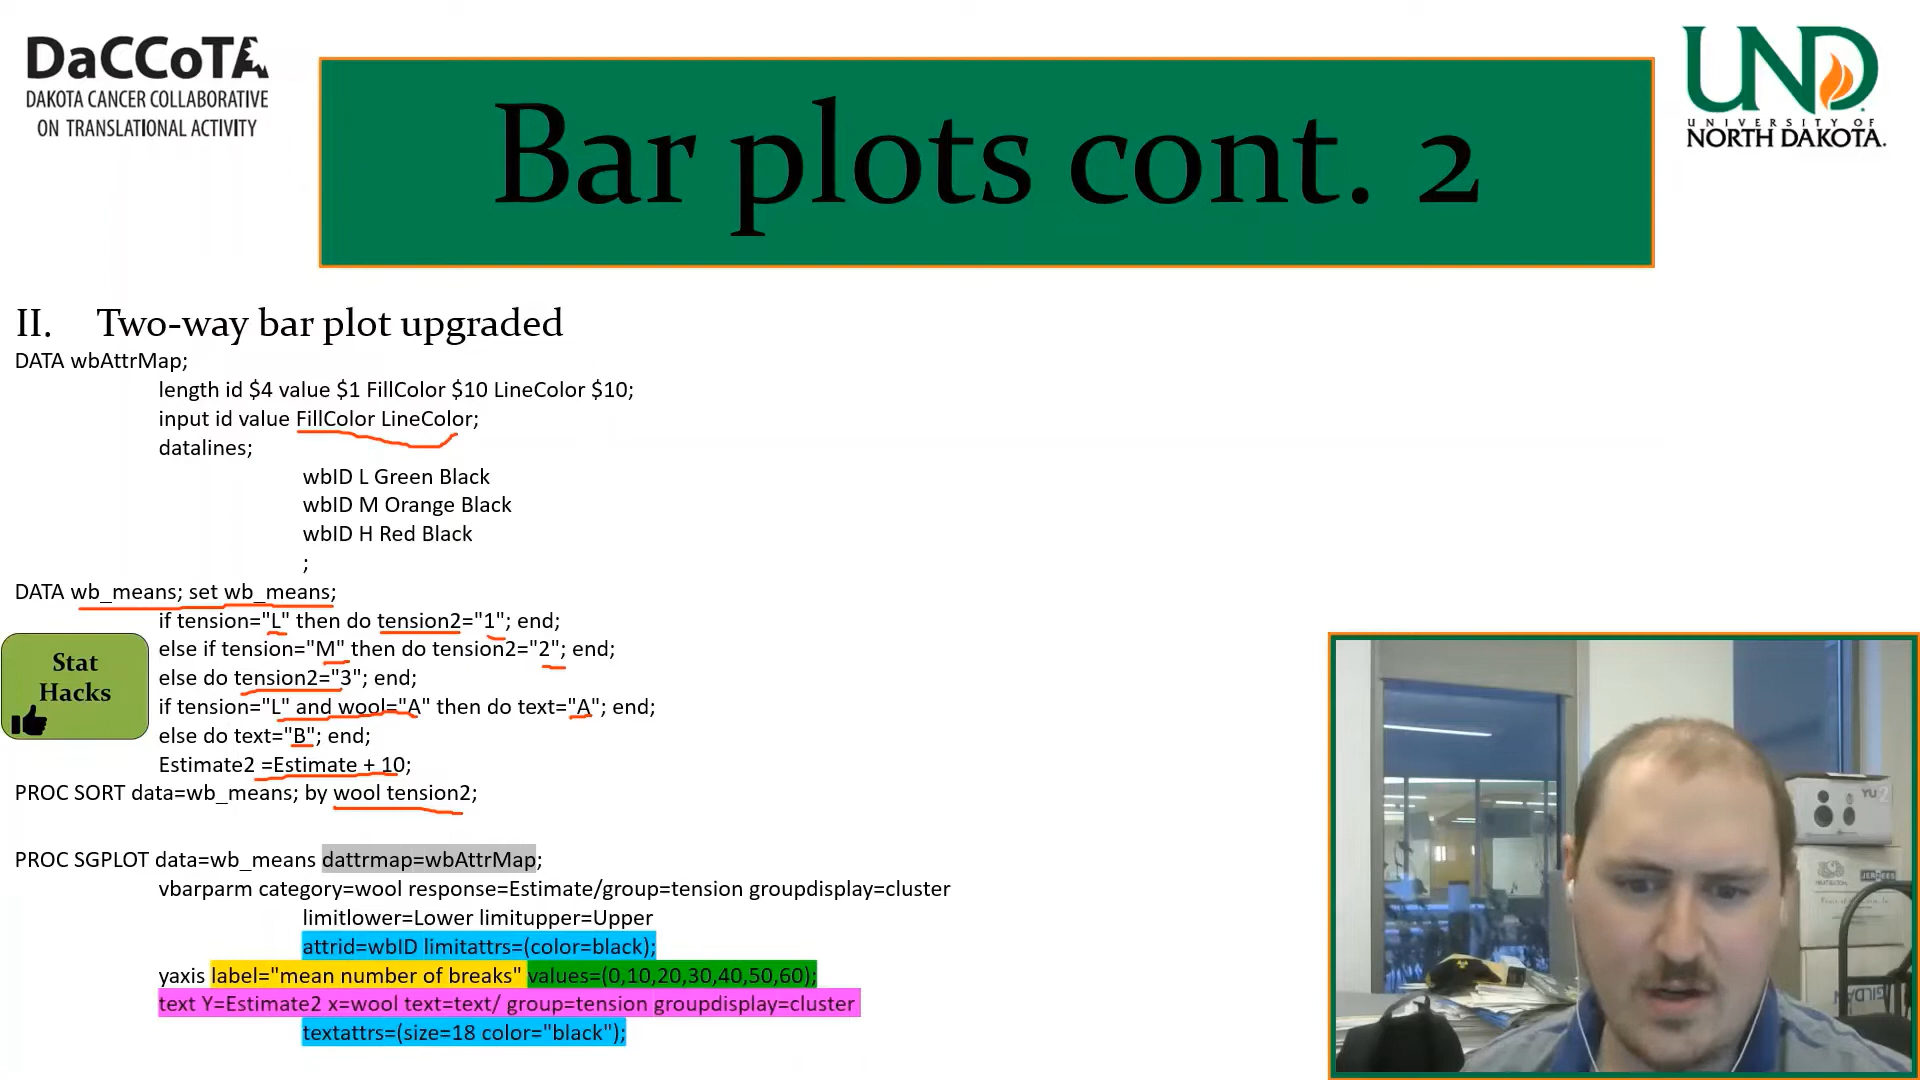 DaCCoTA
DAKOTA CANCER COLLABORATIVE
ON TRANSLATIONAL ACTIVITY
Bar plots cont. 2
UND
UNIVERSITY OF
NORTH DAKOTA.
II. Two-way bar plot upgraded
DATA wbAttrMap;
length id $4 value $1 FillColor $10 LineColor $10;
input id value FillColor LineColor;
datalines;
wbID L Green Black
wbID M Orange Black
wbID H Red Black
;
DATA wb_means; set wb_means;
if tension="L" then do tension2="1"; end;
else if tension="M" then do tension2="2"; end;
else do tension2="3"; end;
if tension="L" and wool="A" then do text="A"; end;
else do text="B"; end;
Estimate2 =Estimate + 10;
PROC SORT data=wb_means; by wool tension2;
Stat
Hacks
PROC SGPLOT data=wb_means dattrmap=wbAttrMap;
vbarparm category=wool response=Estimate/group=tension groupdisplay=cluster
limitlower=Lower limitupper=Upper
attrid=wbID limitattrs=(color=black);
yaxis label="mean number of breaks" values=(0,10,20,30,40,50,60);
text Y=Estimate2 x=wool text=text/ group=tension groupdisplay=cluster
textattrs=(size=18 color="black");